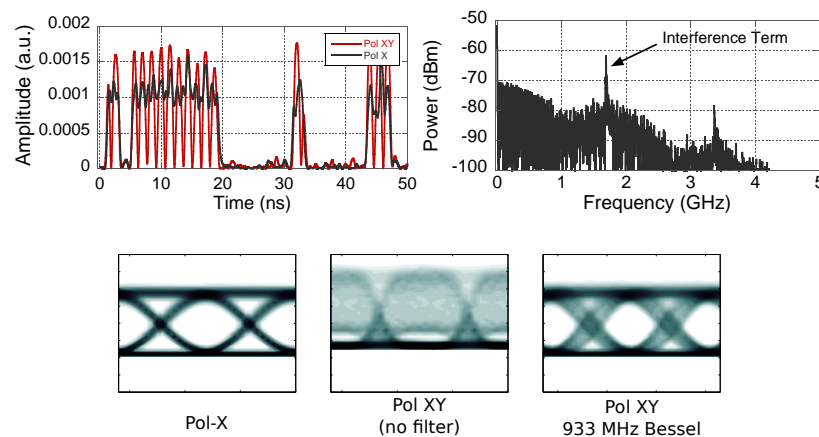 0.002
0.0015
0.001
0.0005
0
Amplitude (a.u.)
Pol XY
Pol X
0
10
20
30
40
50
Time (ns)
-50
-60
-70
-80
-90
-100
Power (dBm)
Interference Term
0
1
2
3
4
5
Frequency (GHz)
Pol-X
Pol XY
(no filter)
Pol XY
933 MHz Bessel